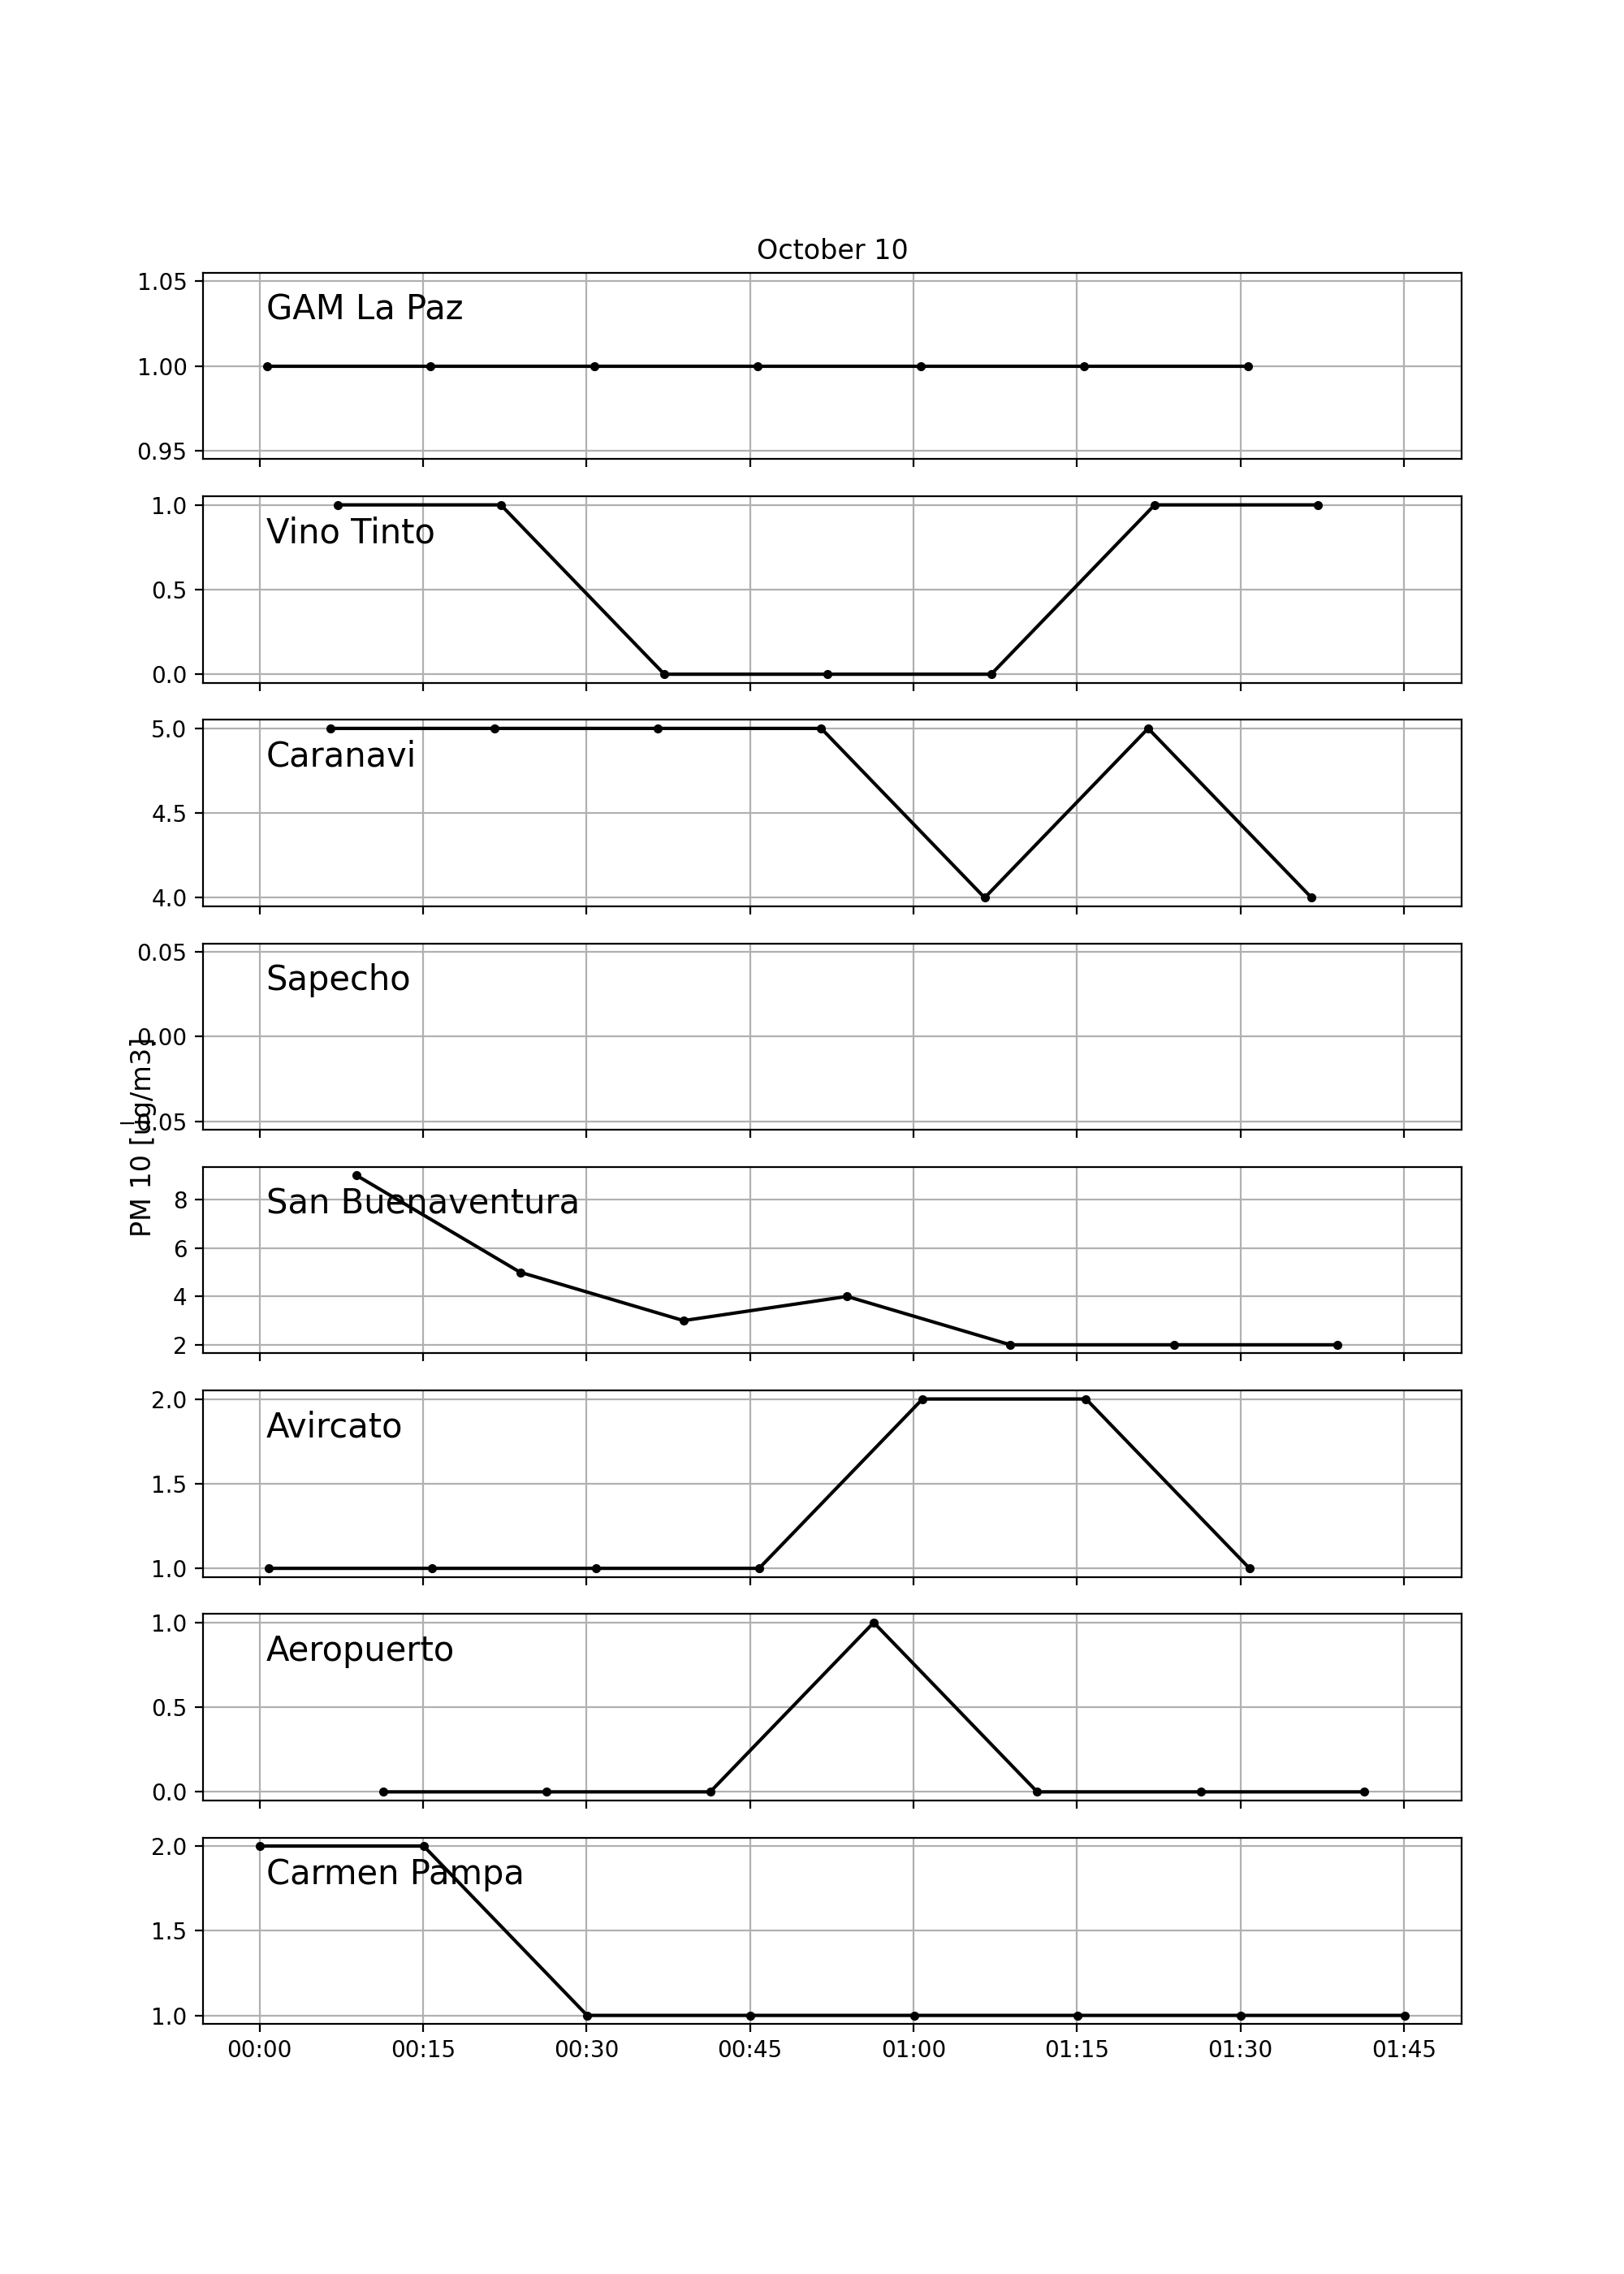 October 10
1.05
GAM La Paz
1.00
0.95
1.0
Vino Tinto
0.5
0.0
5.0
Caranavi
4.5
4.0
0.05
Sapecho
0.00
0.05
PM 10 [ug/m3]
8
San Buenaventura
6
4
2
2.0
Avircato
1.5
1.0
1.0
Aeropuerto
0.5
0.0
2.0
Carmen Pampa
1.5
1.0
00:00 00:15 00:30 00:45 01:00 01:15 01:30 01:45